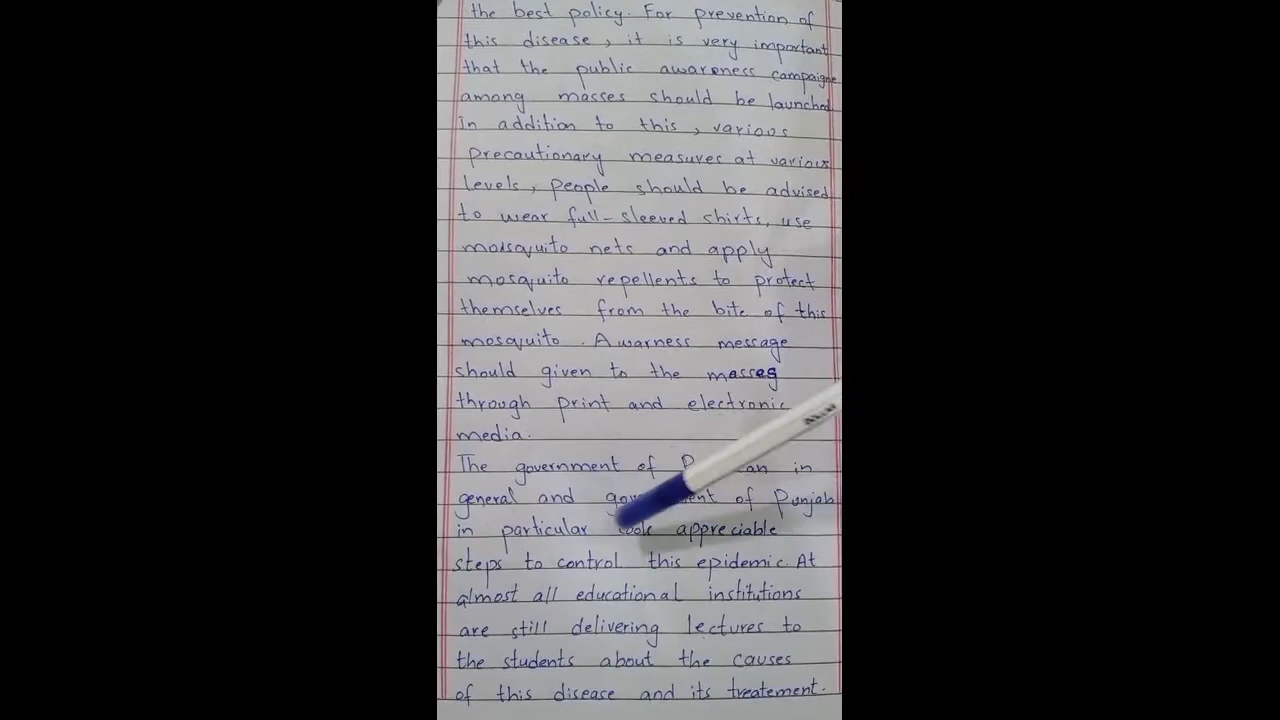 the best policy. For prevention of
this disease, it is very important
that the public awareness campaigne
among masses should be launched.
In addition to this, various
precautionary measures at various
levels, people should be advised
to wear full-sleeved shirts, use
moisquito nets and apply
mosquito repellents to protect
themselves from the bite of this
mosquito. Awarness message
should given to the masses
through print and electronic
media.
The government of in
general and of Punjab
in particular took appreciable
steps to control this epidemic. At
almost all educational institutions
are still delivering lectures to
the students about the causes
of this disease and its treatement.